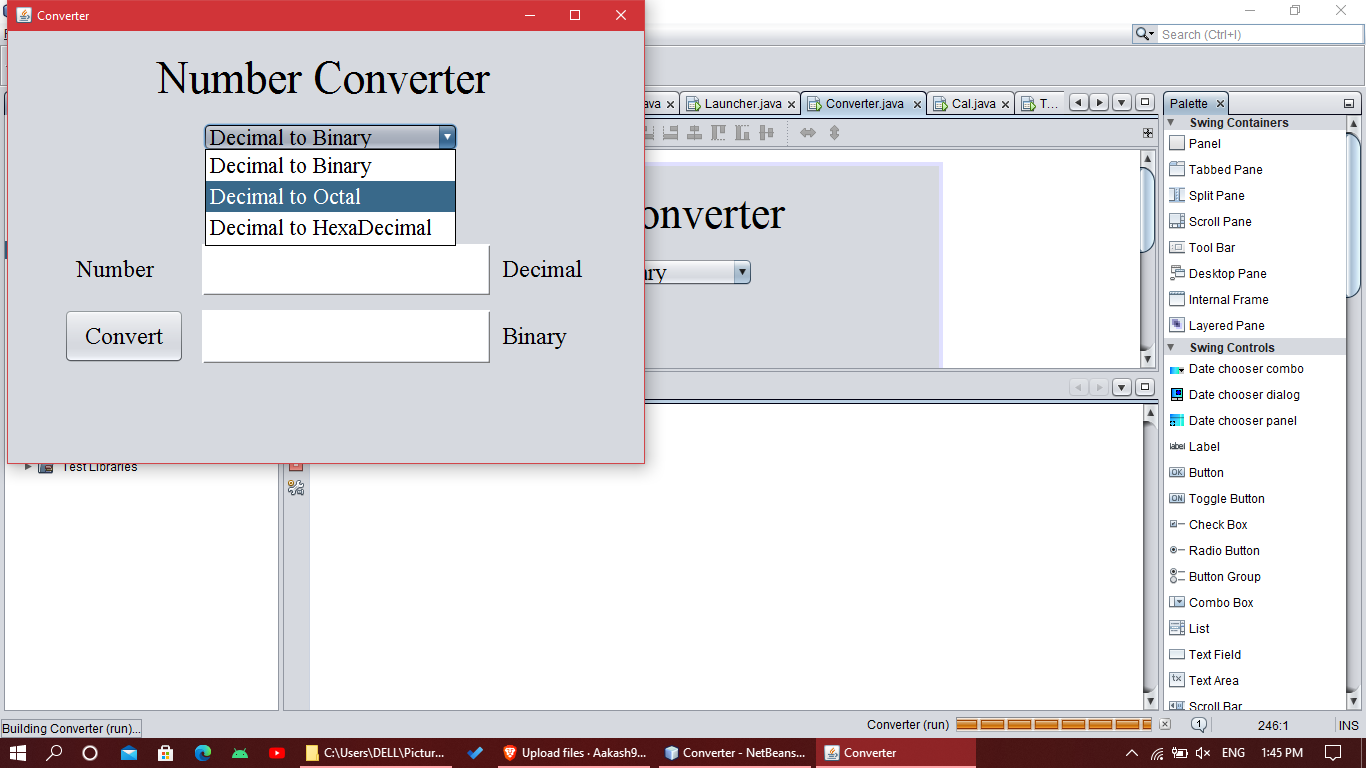 Converter
Number Converter
Decimal to Binary
Decimal to Binary
Decimal to Octal
Decimal to HexaDecimal
Number
Decimal
Convert
Binary
Search (Ctrl+I)
ava
Launcher.java
Converter.java
Cal.java
T...
onverter
ary
Palette
Swing Containers
Panel
Tabbed Pane
Split Pane
Scroll Pane
Tool Bar
Desktop Pane
Internal Frame
Layered Pane
Swing Controls
Date chooser combo
Date chooser dialog
Date chooser panel
label Label
OK Button
ON Toggle Button
Check Box
Radio Button
Button Group
Combo Box
List
Text Field
tx Text Area
Scroll Bar
Test Libraries
Building Converter (run)...
Converter (run)
1
246:1
INS
C:\Users\DELL\Pictur...
Upload files · Aakash9...
Converter - NetBeans...
Converter
ENG
1:45 PM